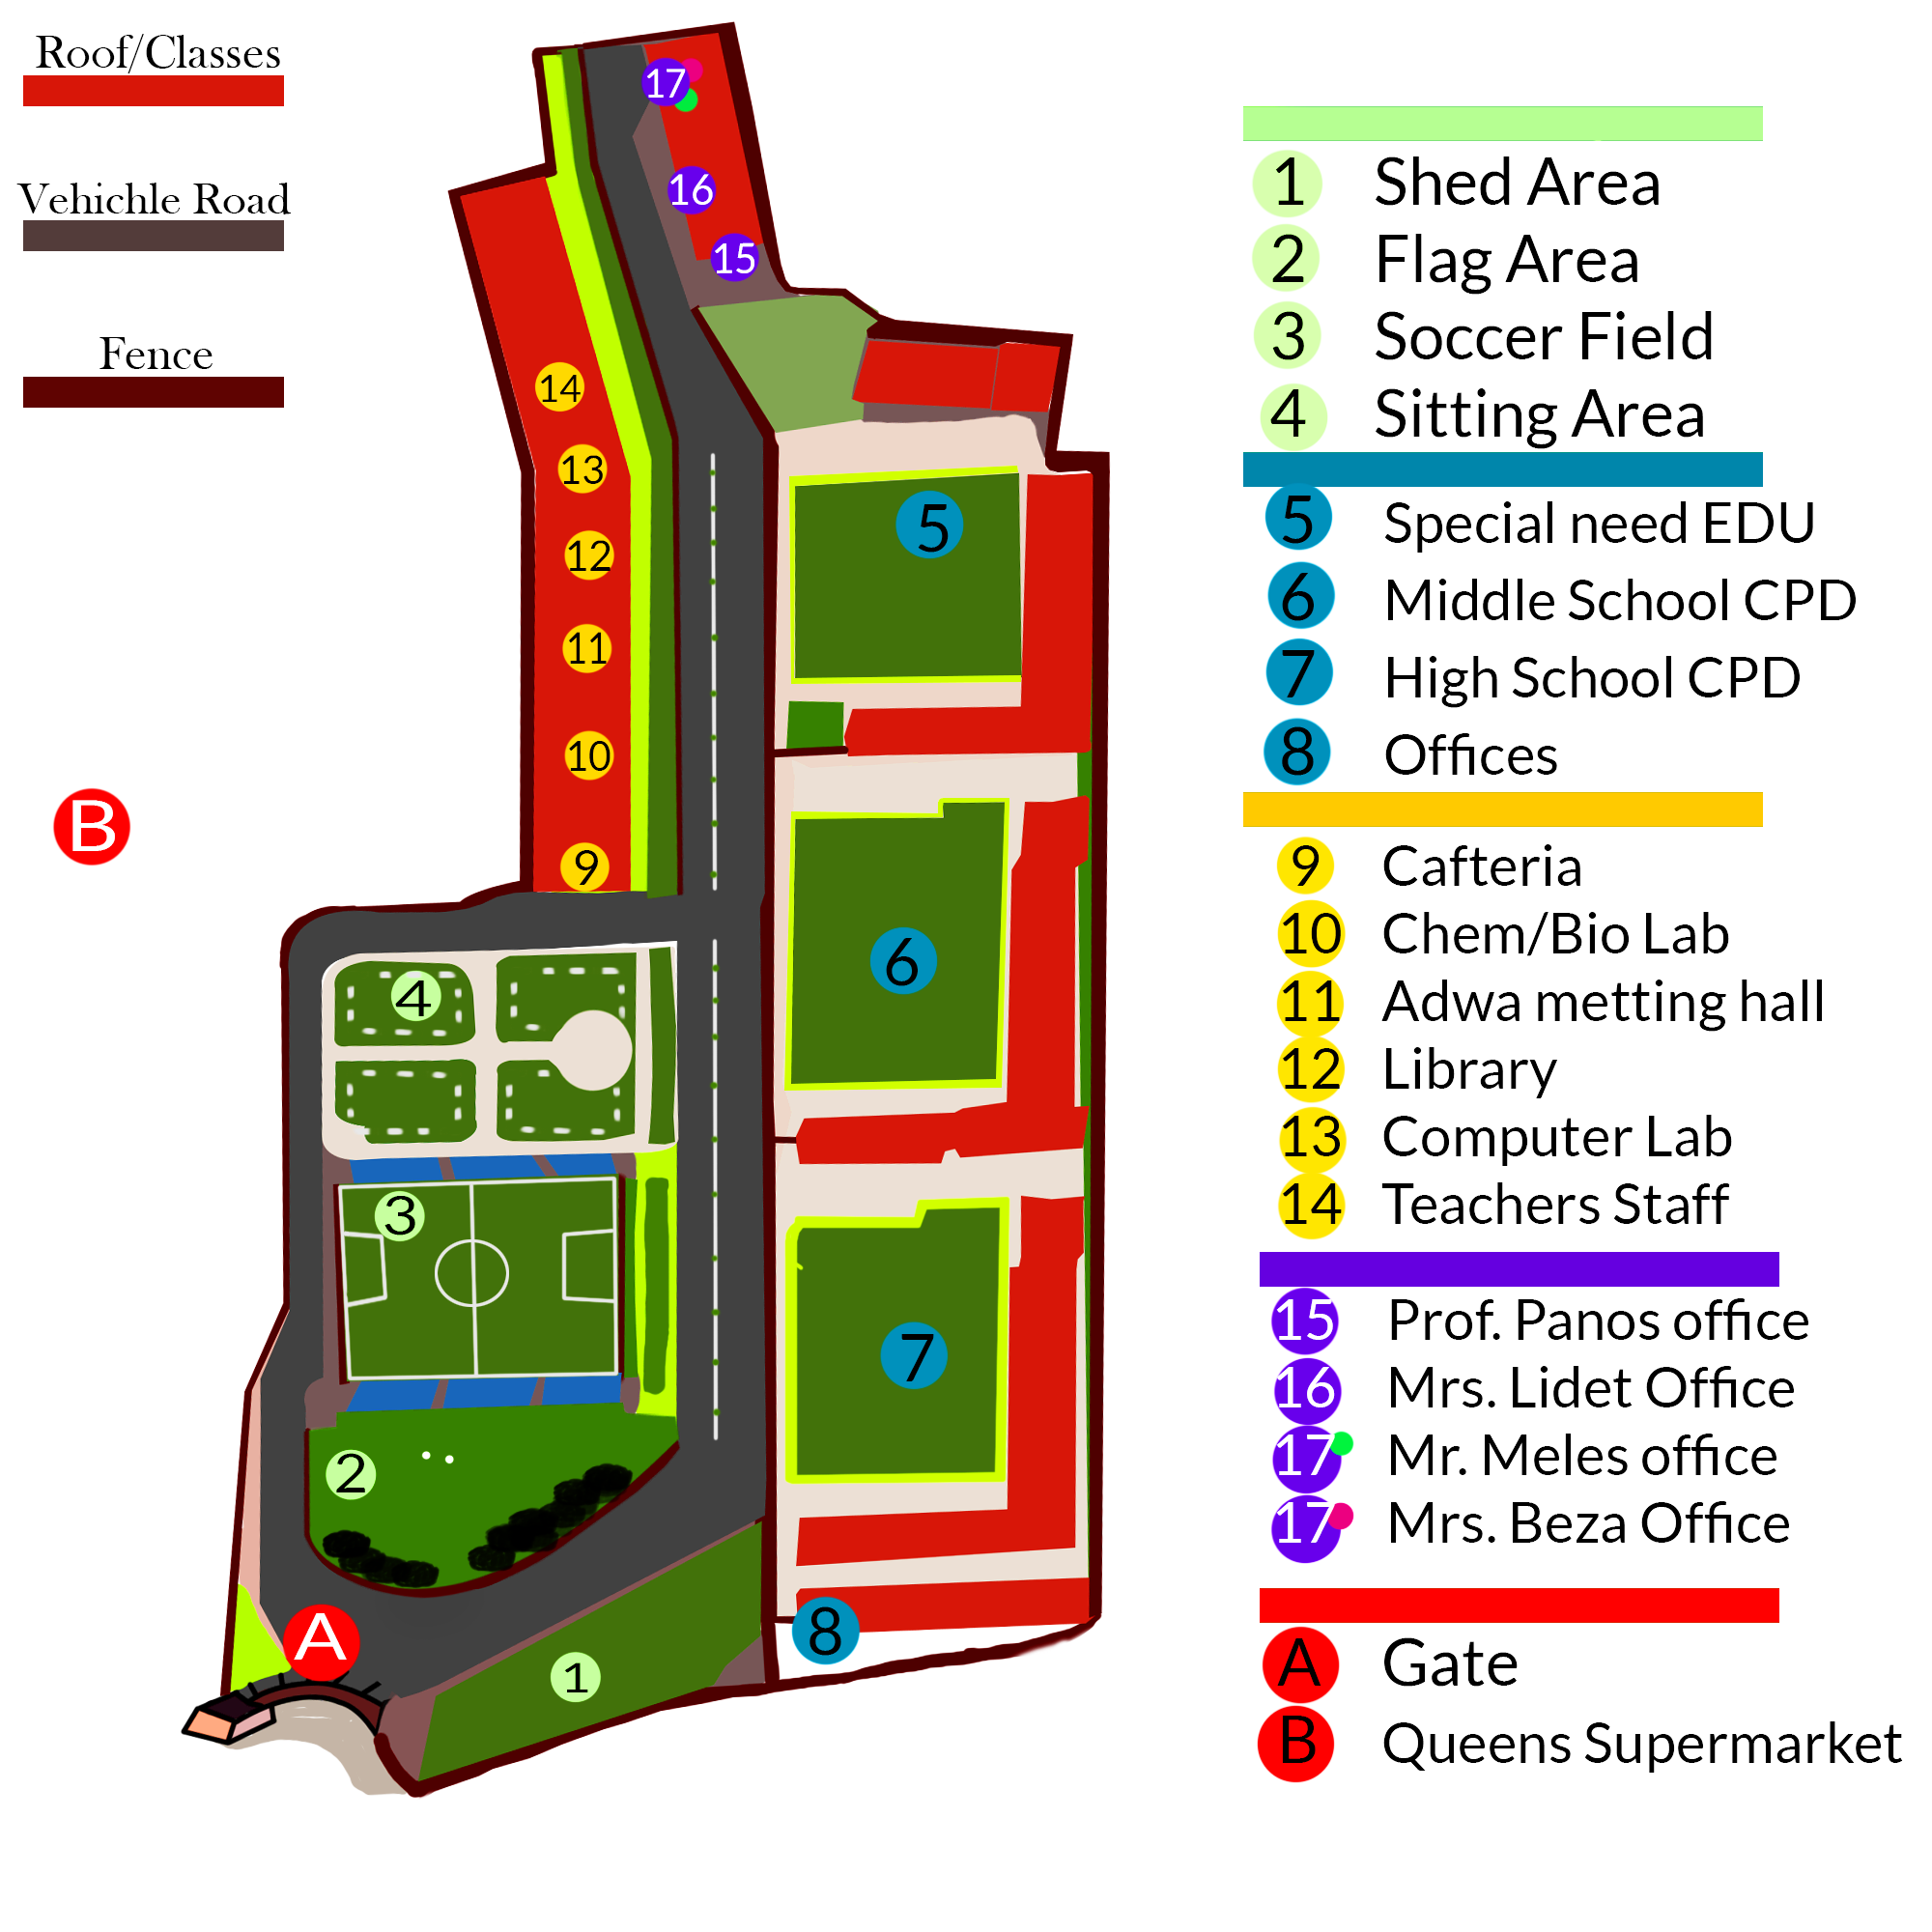 Roof/Classes
Vehichle Road
Fence
17
16
15
14
13
12
11
10
9
5
6
7
8
4
3
2
1
A
B
1 Shed Area
2 Flag Area
3 Soccer Field
4 Sitting Area
5 Special need EDU
6 Middle School CPD
7 High School CPD
8 Offices
9 Cafteria
10 Chem/Bio Lab
11 Adwa metting hall
12 Library
13 Computer Lab
14 Teachers Staff
15 Prof. Panos office
16 Mrs. Lidet Office
17 Mr. Meles office
17 Mrs. Beza Office
A Gate
B Queens Supermarket